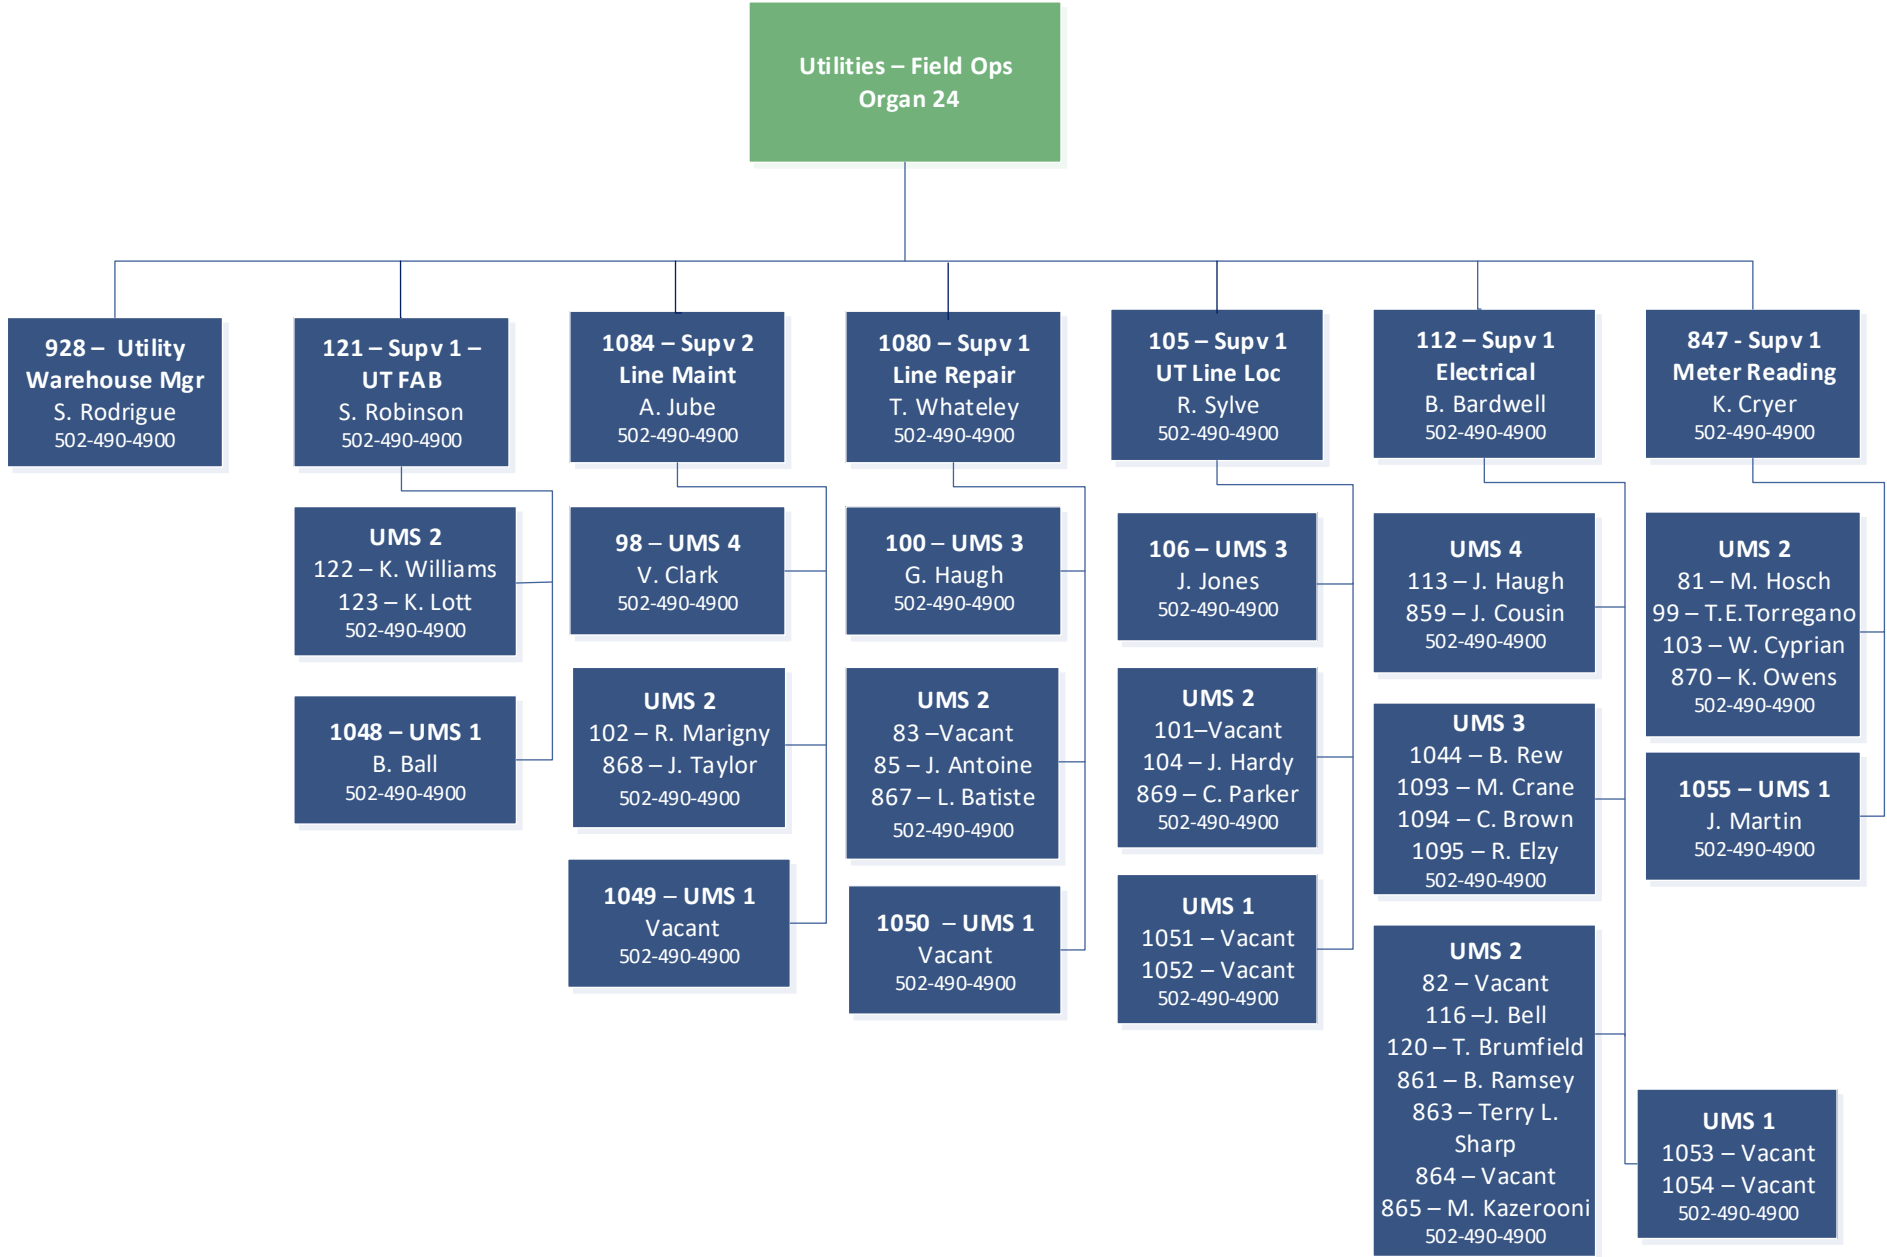 Utilities – Field Ops
Organ 24
928 – Utility
Warehouse Mgr
S. Rodrigue
502-490-4900
121 – Supv 1 –
UT FAB
S. Robinson
502-490-4900
1084 – Supv 2
Line Maint
A. Jube
502-490-4900
1080 – Supv 1
Line Repair
T. Whateley
502-490-4900
105 – Supv 1
UT Line Loc
R. Sylve
502-490-4900
112 – Supv 1
Electrical
B. Bardwell
502-490-4900
847 - Supv 1
Meter Reading
K. Cryer
502-490-4900
UMS 2
122 – K. Williams
123 – K. Lott
502-490-4900
1048 – UMS 1
B. Ball
502-490-4900
98 – UMS 4
V. Clark
502-490-4900
UMS 2
102 – R. Marigny
868 – J. Taylor
502-490-4900
1049 – UMS 1
Vacant
502-490-4900
100 – UMS 3
G. Haugh
502-490-4900
UMS 2
83 –Vacant
85 – J. Antoine
867 – L. Batiste
502-490-4900
1050 – UMS 1
Vacant
502-490-4900
106 – UMS 3
J. Jones
502-490-4900
UMS 2
101–Vacant
104 – J. Hardy
869 – C. Parker
502-490-4900
UMS 1
1051 – Vacant
1052 – Vacant
502-490-4900
UMS 4
113 – J. Haugh
859 – J. Cousin
502-490-4900
UMS 3
1044 – B. Rew
1093 – M. Crane
1094 – C. Brown
1095 – R. Elzy
502-490-4900
UMS 2
82 – Vacant
116 –J. Bell
120 – T. Brumfield
861 – B. Ramsey
863 – Terry L.
Sharp
864 – Vacant
865 – M. Kazerooni
502-490-4900
UMS 1
1053 – Vacant
1054 – Vacant
502-490-4900
UMS 2
81 – M. Hosch
99 – T.E.Torregano
103 – W. Cyprian
870 – K. Owens
502-490-4900
1055 – UMS 1
J. Martin
502-490-4900